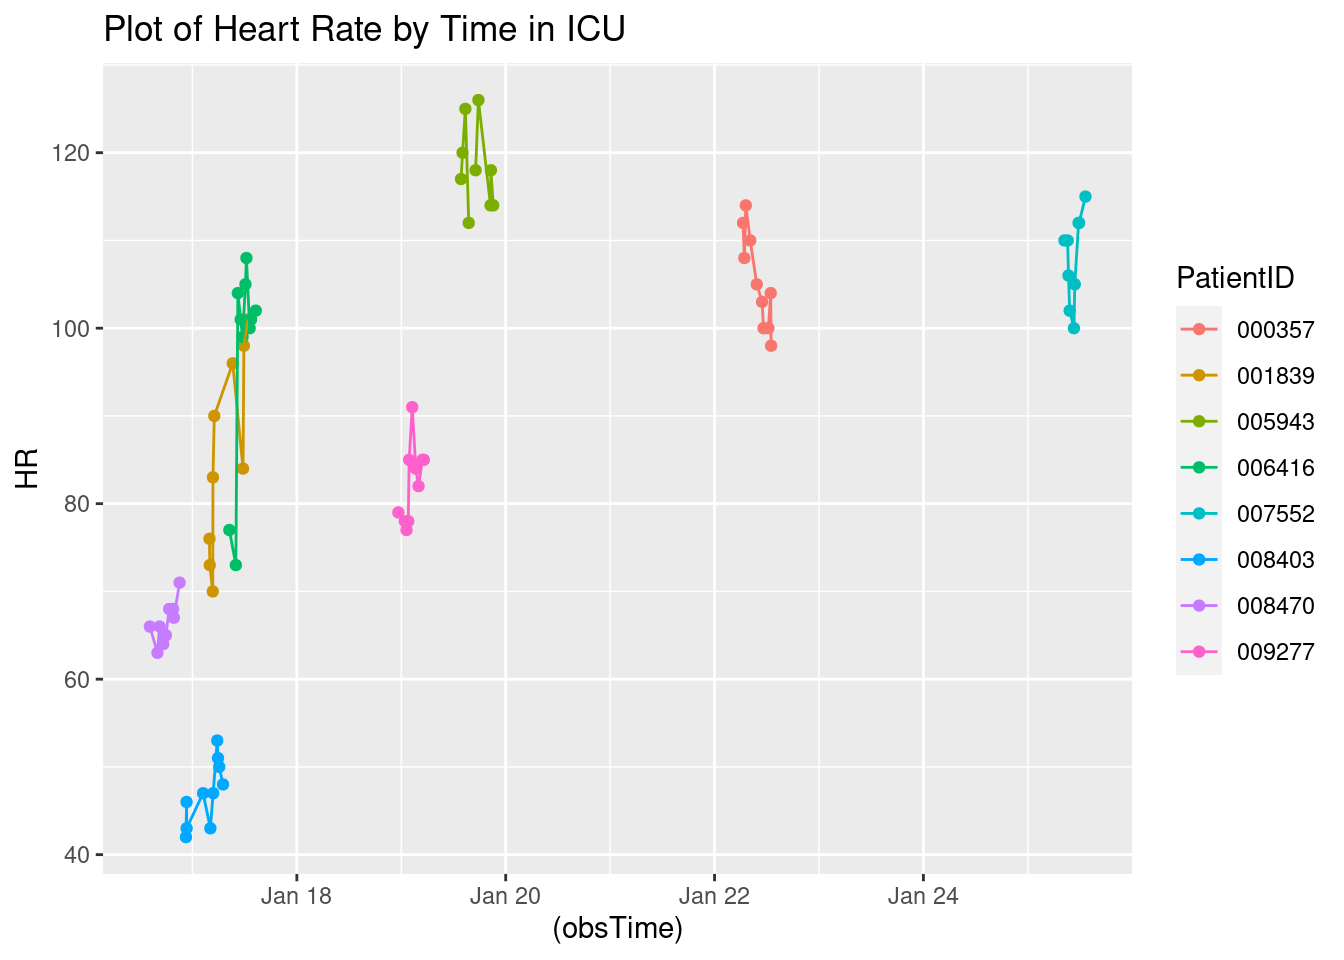 Plot of Heart Rate by Time in ICU
HR
120
100
80
60
40
Jan 18
Jan 20
Jan 22
Jan 24
(obsTime)
PatientID
000357
001839
005943
006416
007552
008403
008470
009277